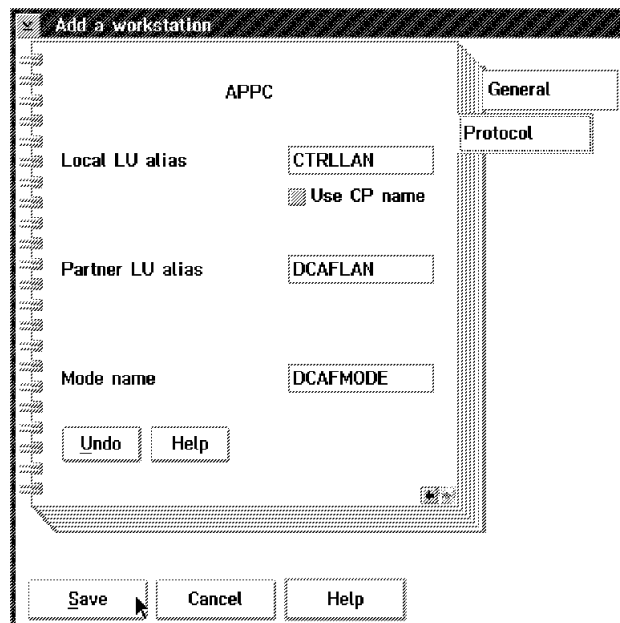 Add a workstation
APPC
General
Protocol
Local LU alias
CTRLLAN
Use CP name
Partner LU alias
DCAFLAN
Mode name
DCAFMODE
Undo
Help
Save
Cancel
Help